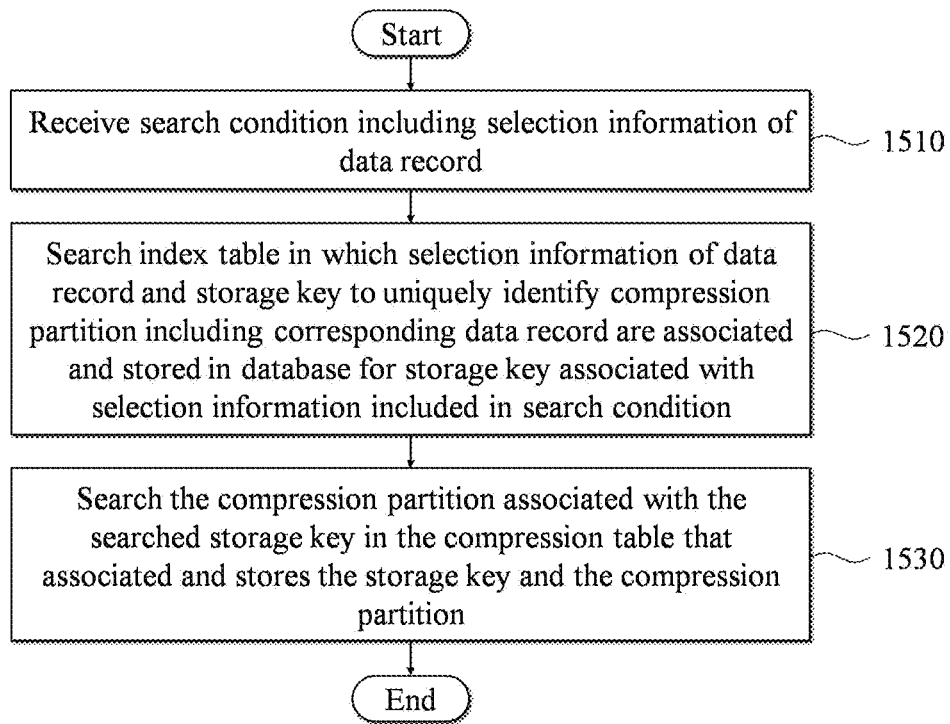 Start
Receive search condition including selection information of
data record
1510
Search index table in which selection information of data
record and storage key to uniquely identify compression
partition including corresponding data record are associated
and stored in database for storage key associated with
selection information included in search condition
1520
Search the compression partition associated with the
searched storage key in the compression table that
associated and stores the storage key and the compression
partition
1530
End